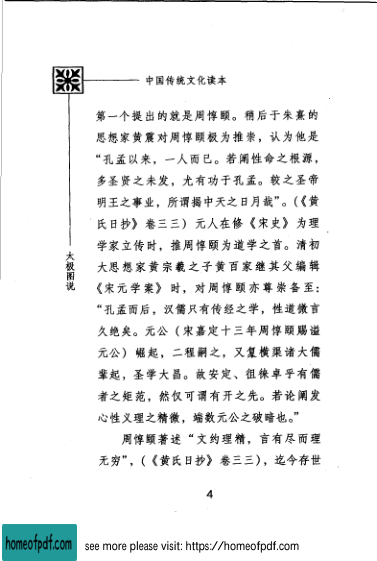 中国传统文化读本
太极图说
第一个提出的就是周惇颐。稍后于朱熹的
思想家黄震对周惇颐极为推崇，认为他是
“孔孟以来，一人而已。若阐性命之根源，
多圣贤之未发，尤有功于孔孟。较之圣帝
明王之事业，所谓揭中天之日月哉”。(《黄
氏日抄》卷三三）元人在修《宋史》为理
学家立传时，推周惇颐为道学之首。清初
大思想家黄宗羲之子黄百家继其父编辑
《宋元学案》时，对周惇颐亦尊崇备至：
“孔孟而后，汉儒只有传经之学，性道微言
久绝矣。元公（宋嘉定十三年周惇颐赐谥
元公）崛起，二程嗣之，又复横渠诸大儒
辈起，圣学大昌。故安定、徂徕卓乎有儒
者之矩范，然仅可谓有开之先。若论阐发
心性义理之精微，端数元公之破暗也。”
周惇颐著述“文约理精，言有尽而理
无穷”，(《黄氏日抄》卷三三），迄今存世
4
homeofpdf.com
see more please visit: https://homeofpdf.com